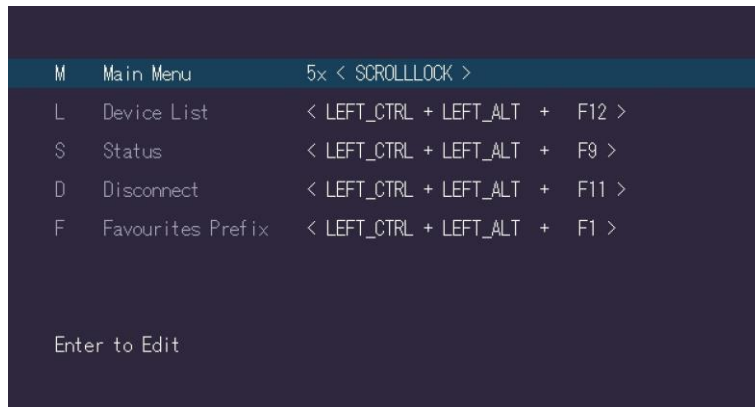 M Main Menu 5x < SCROLLLOCK >
L Device List < LEFT_CTRL + LEFT_ALT + F12 >
S Status < LEFT_CTRL + LEFT_ALT + F9 >
D Disconnect < LEFT_CTRL + LEFT_ALT + F11 >
F Favourites Prefix < LEFT_CTRL + LEFT_ALT + F1 >
Enter to Edit